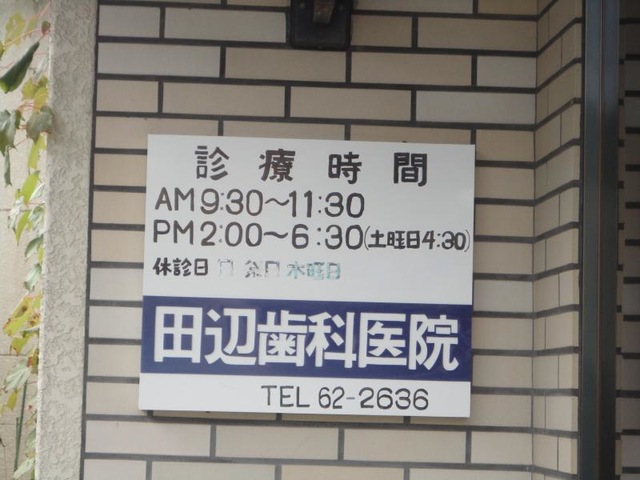 診療時間
AM9:30～11:30
PM2:00～6:30(土曜日4:30)
休診日 日 祭日 木曜日
田辺歯科医院
TEL 62-2636